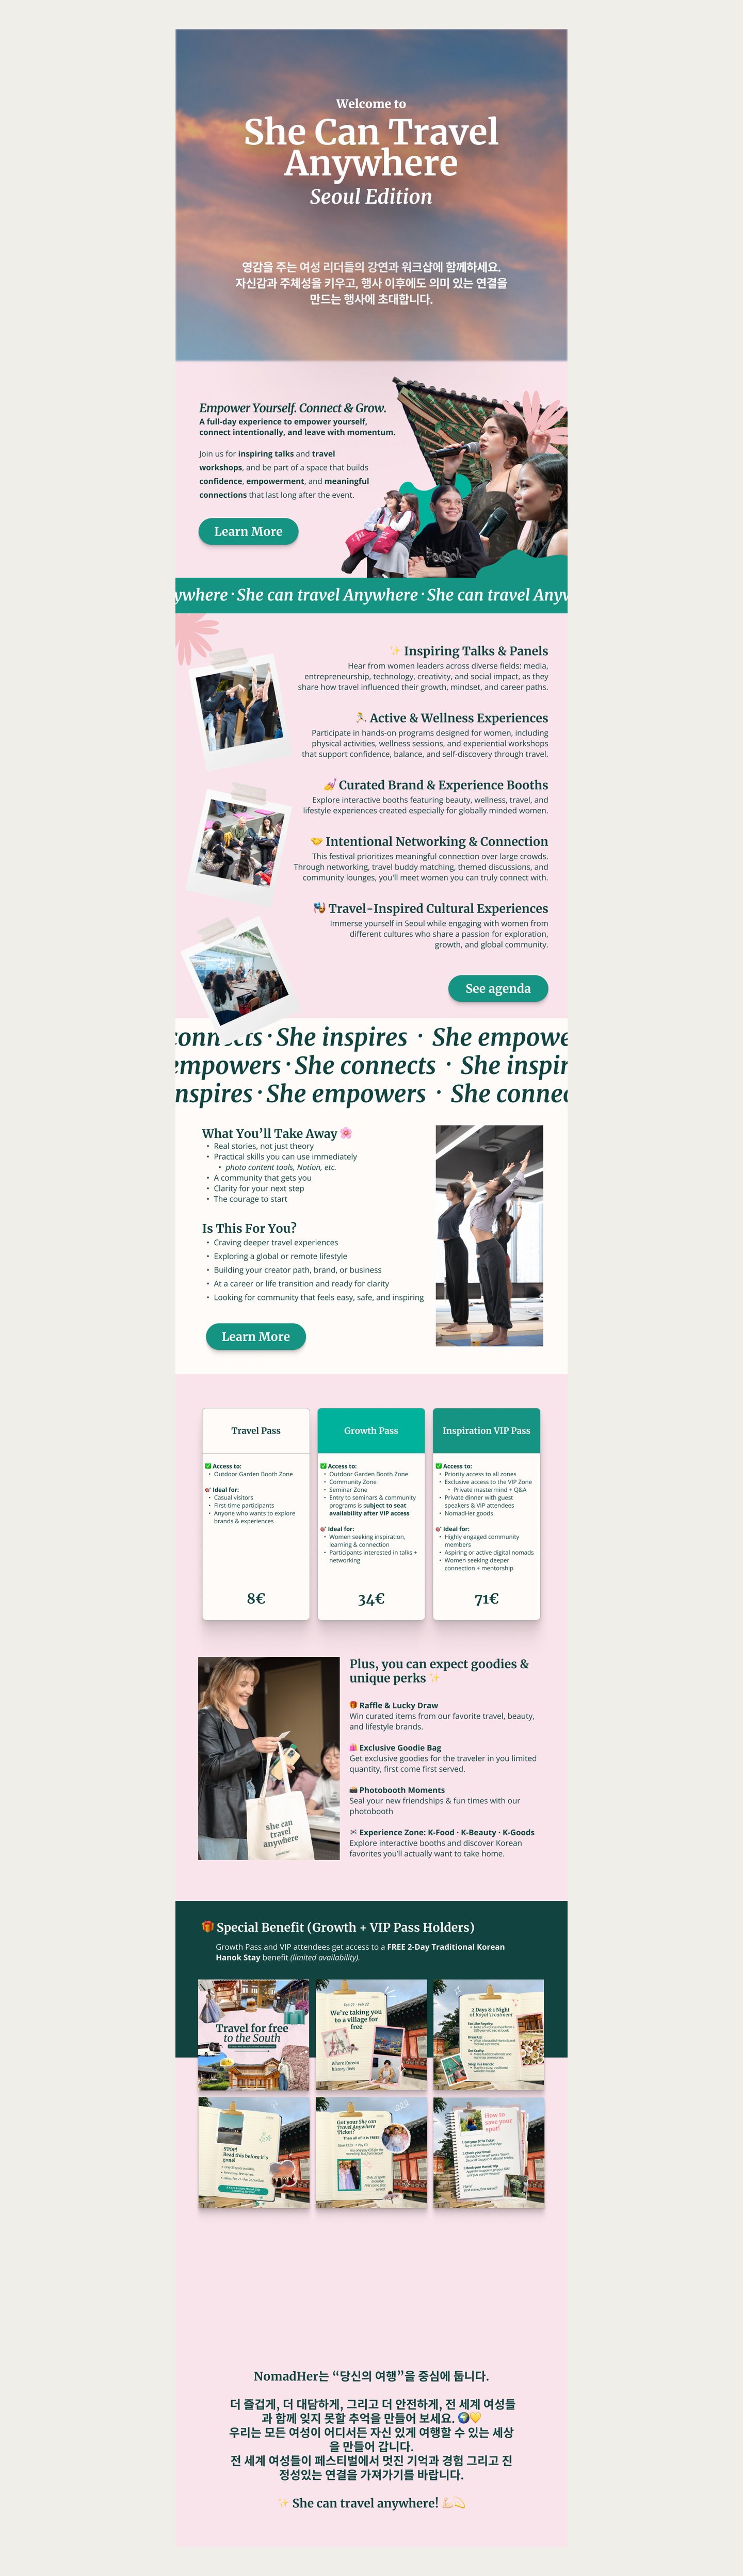 Welcome to
She Can Travel
Anywhere
Seoul Edition
영감을 주는 여성 리더들의 강연과 워크샵에 함께하세요.
자신감과 주체성을 키우고, 행사 이후에도 의미 있는 연결을
만드는 행사에 초대합니다.
Empower Yourself. Connect & Grow.
A full-day experience to empower yourself,
connect intentionally, and leave with momentum.
Join us for inspiring talks and travel
workshops, and be part of a space that builds
confidence, empowerment, and meaningful
connections that last long after the event.
Learn More
ywhere · She can travel Anywhere · She can travel Anyw
✨ Inspiring Talks & Panels
Hear from women leaders across diverse fields: media,
entrepreneurship, technology, creativity, and social impact, as they
share how travel influenced their growth, mindset, and career paths.
Active & Wellness Experiences
Participate in hands-on programs designed for women, including
physical activities, wellness sessions, and experiential workshops
that support confidence, balance, and self-discovery through travel.
💅 Curated Brand & Experience Booths
Explore interactive booths featuring beauty, wellness, travel, and
lifestyle experiences created especially for globally minded women.
🤝 Intentional Networking & Connection
This festival prioritizes meaningful connection over large crowds.
Through networking, travel buddy matching, themed discussions, and
community lounges, you'll meet women you can truly connect with.
Travel-Inspired Cultural Experiences
Immerse yourself in Seoul while engaging with women from
different cultures who share a passion for exploration,
growth, and global community.
See agenda
connects · She inspires · She empowe
empowers · She connects · She inspir
nspires · She empowers · She connec
What You'll Take Away 🌸
• Real stories, not just theory
• Practical skills you can use immediately
• photo content tools, Notion, etc.
• A community that gets you
• Clarity for your next step
• The courage to start
Is This For You?
• Craving deeper travel experiences
• Exploring a global or remote lifestyle
• Building your creator path, brand, or business
• At a career or life transition and ready for clarity
• Looking for community that feels easy, safe, and inspiring
Learn More
Travel Pass
✅ Access to:
• Outdoor Garden Booth Zone
🎯 Ideal for:
• Casual visitors
• First-time participants
• Anyone who wants to explore
brands & experiences
8€
Growth Pass
✅ Access to:
• Outdoor Garden Booth Zone
• Community Zone
• Seminar Zone
• Entry to seminars & community
programs is subject to seat
availability after VIP access
🎯 Ideal for:
• Women seeking inspiration,
learning & connection
• Participants interested in talks +
networking
34€
Inspiration VIP Pass
✅ Access to:
• Priority access to all zones
• Exclusive access to the VIP Zone
• Private mastermind + Q&A
• Private dinner with guest
speakers & VIP attendees
• NomadHer goods
🎯 Ideal for:
• Highly engaged community
members
• Aspiring or active digital nomads
• Women seeking deeper
connection + mentorship
71€
she can
travel
anywhere
Plus, you can expect goodies &
unique perks ✨
🎁 Raffle & Lucky Draw
Win curated items from our favorite travel, beauty,
and lifestyle brands.
🛍️ Exclusive Goodie Bag
Get exclusive goodies for the traveler in you limited
quantity, first come first served.
📸 Photobooth Moments
Seal your new friendships & fun times with our
photobooth
🇰🇷 Experience Zone: K-Food · K-Beauty · K-Goods
Explore interactive booths and discover Korean
favorites you'll actually want to take home.
🎁 Special Benefit (Growth + VIP Pass Holders)
Growth Pass and VIP attendees get access to a FREE 2-Day Traditional Korean
Hanok Stay benefit (limited availability).
Travel for free
to the South
Feb 21 - Feb 22
We're taking you
to a village for
free
Where Korean
history lives
2 Days & 1 Night
of Royal Treatment
STOP!
Read this before it's
gone!
Got your She can
Travel Anywhere
Ticket?
Then all of it is FREE!
How to
save your
spot!
NomadHer는 “당신의 여행”을 중심에 둡니다.
더 즐겁게, 더 대담하게, 그리고 더 안전하게, 전 세계 여성들
과 함께 잊지 못할 추억을 만들어 보세요. 🌍💛
우리는 모든 여성이 어디서든 자신 있게 여행할 수 있는 세상
을 만들어 갑니다.
전 세계 여성들이 페스티벌에서 멋진 기억과 경험 그리고 진
정성있는 연결을 가져가기를 바랍니다.
✨ She can travel anywhere! 💪🏻💫